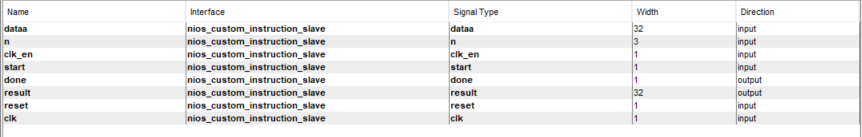 Name Interface Signal Type Width Direction
dataa nios_custom_instruction_slave dataa 32 input
n nios_custom_instruction_slave n 3 input
clk_en nios_custom_instruction_slave clk_en 1 input
start nios_custom_instruction_slave start 1 input
done nios_custom_instruction_slave done 1 output
result nios_custom_instruction_slave result 32 output
reset nios_custom_instruction_slave reset 1 input
clk nios_custom_instruction_slave clk 1 input